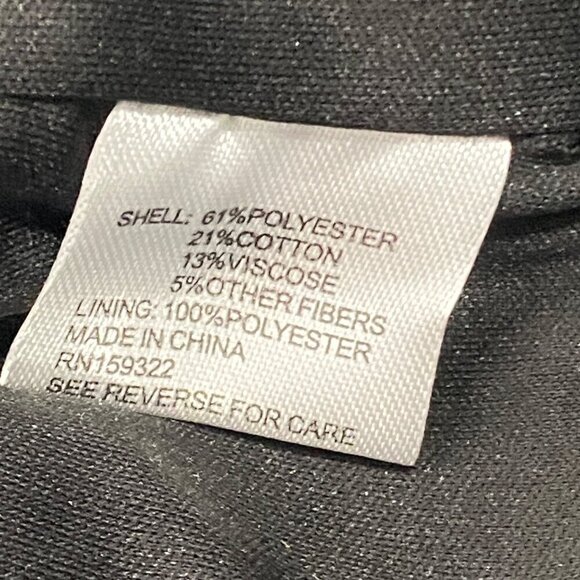 SHELL: 61%POLYESTER
21%COTTON
13%VISCOSE
5%OTHER FIBERS
LINING: 100%POLYESTER
MADE IN CHINA
RN159322
SEE REVERSE FOR CARE